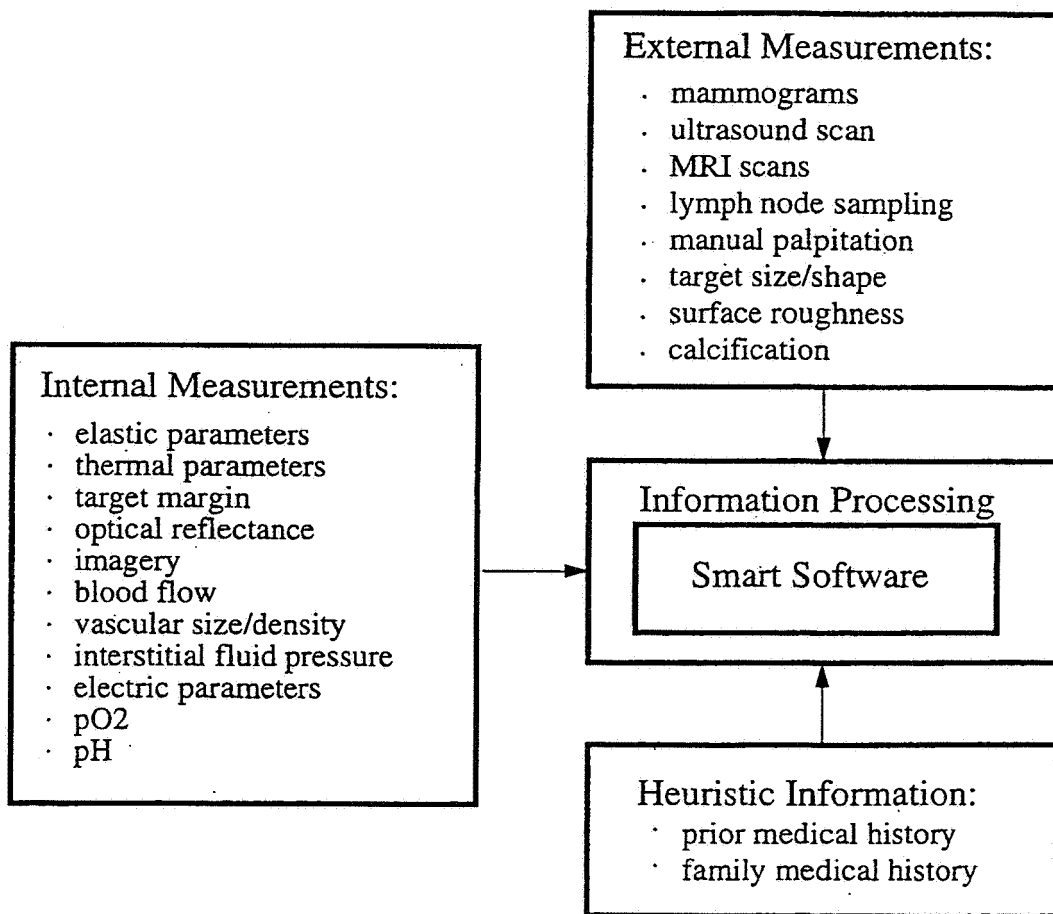 External Measurements:
· mammograms
· ultrasound scan
· MRI scans
· lymph node sampling
· manual palpitation
· target size/shape
· surface roughness
· calcification
Internal Measurements:
· elastic parameters
· thermal parameters
· target margin
· optical reflectance
· imagery
· blood flow
· vascular size/density
· interstitial fluid pressure
· electric parameters
· pO2
· pH
Information Processing
Smart Software
Heuristic Information:
· prior medical history
· family medical history